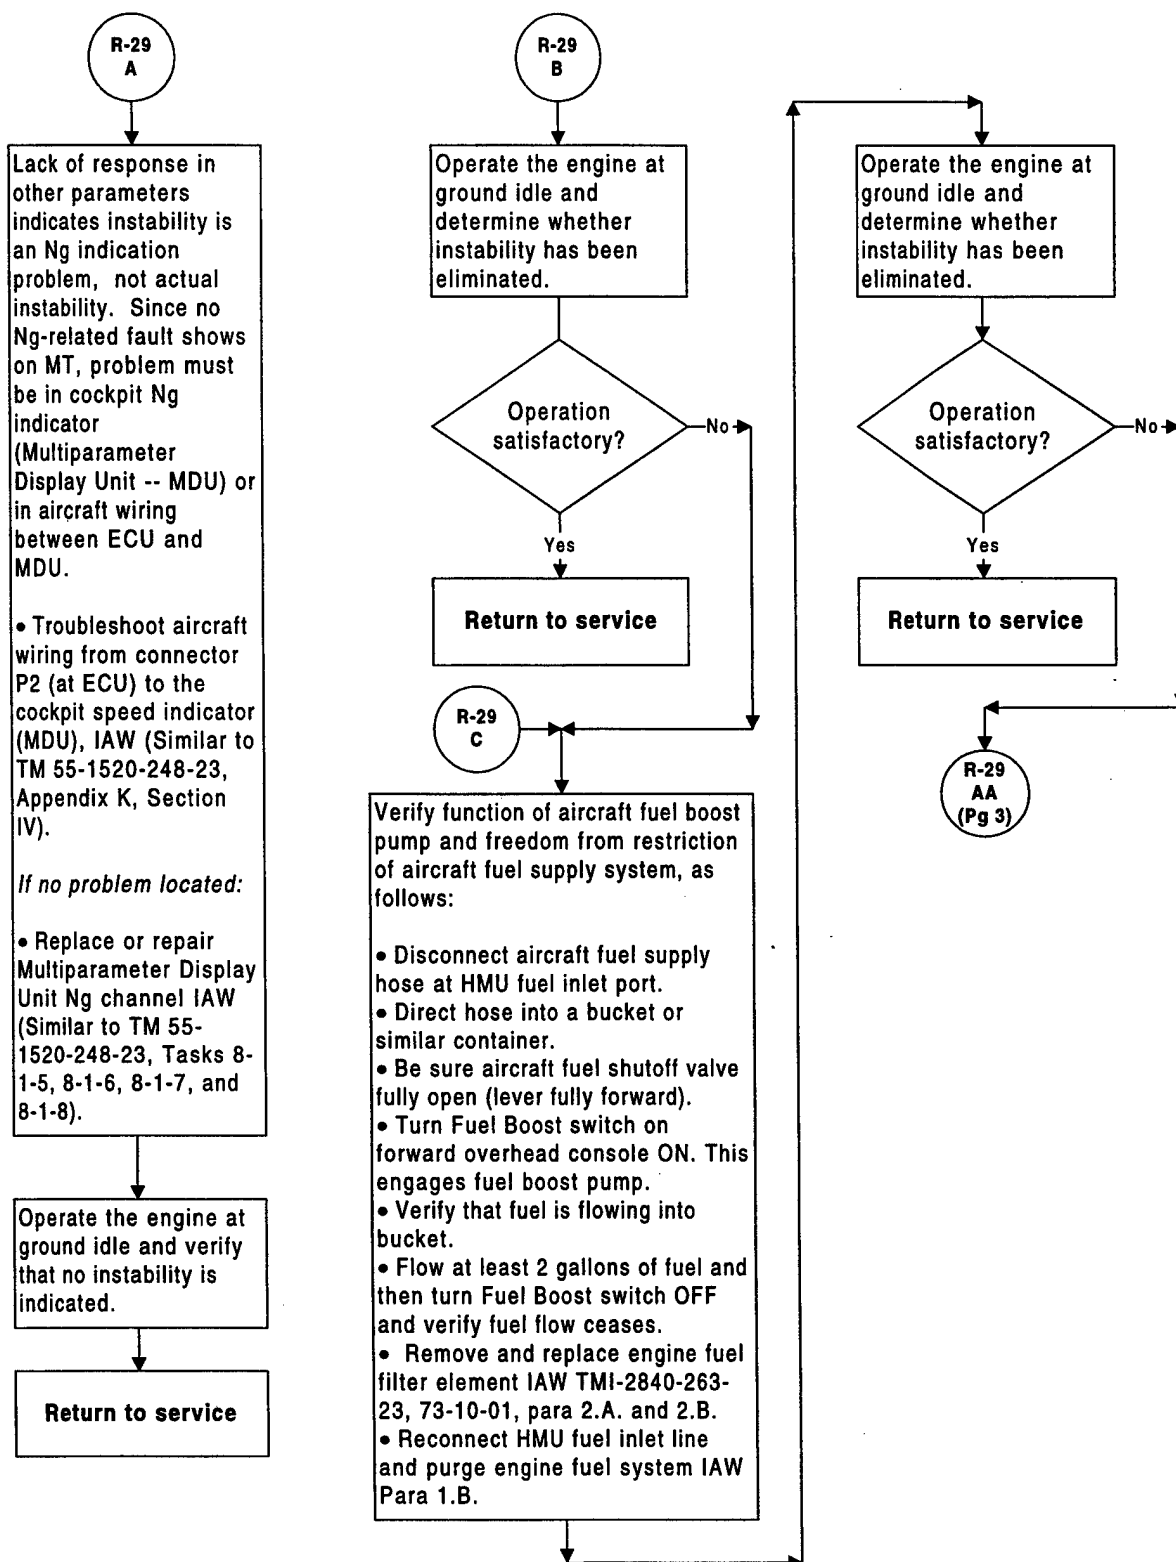 R-29
A
Lack of response in
other parameters
indicates instability is
an Ng indication
problem, not actual
instability. Since no
Ng-related fault shows
on MT, problem must
be in cockpit Ng
indicator
(Multiparameter
Display Unit -- MDU) or
in aircraft wiring
between ECU and
MDU.
• Troubleshoot aircraft
wiring from connector
P2 (at ECU) to the
cockpit speed indicator
(MDU), IAW (Similar to
TM 55-1520-248-23,
Appendix K, Section
IV).
If no problem located:
• Replace or repair
Multiparameter Display
Unit Ng channel IAW
(Similar to TM 55-
1520-248-23, Tasks 8-
1-5, 8-1-6, 8-1-7, and
8-1-8).
Operate the engine at
ground idle and verify
that no instability is
indicated.
Return to service
R-29
B
Operate the engine at
ground idle and
determine whether
instability has been
eliminated.
Operation
satisfactory?
No
Yes
Return to service
R-29
C
Verify function of aircraft fuel boost
pump and freedom from restriction
of aircraft fuel supply system, as
follows:
• Disconnect aircraft fuel supply
hose at HMU fuel inlet port.
• Direct hose into a bucket or
similar container.
• Be sure aircraft fuel shutoff valve
fully open (lever fully forward).
• Turn Fuel Boost switch on
forward overhead console ON. This
engages fuel boost pump.
• Verify that fuel is flowing into
bucket.
• Flow at least 2 gallons of fuel and
then turn Fuel Boost switch OFF
and verify fuel flow ceases.
• Remove and replace engine fuel
filter element IAW TMI-2840-263-
23, 73-10-01, para 2.A. and 2.B.
• Reconnect HMU fuel inlet line
and purge engine fuel system IAW
Para 1.B.
Operate the engine at
ground idle and
determine whether
instability has been
eliminated.
Operation
satisfactory?
No
Yes
Return to service
R-29
AA
(Pg 3)